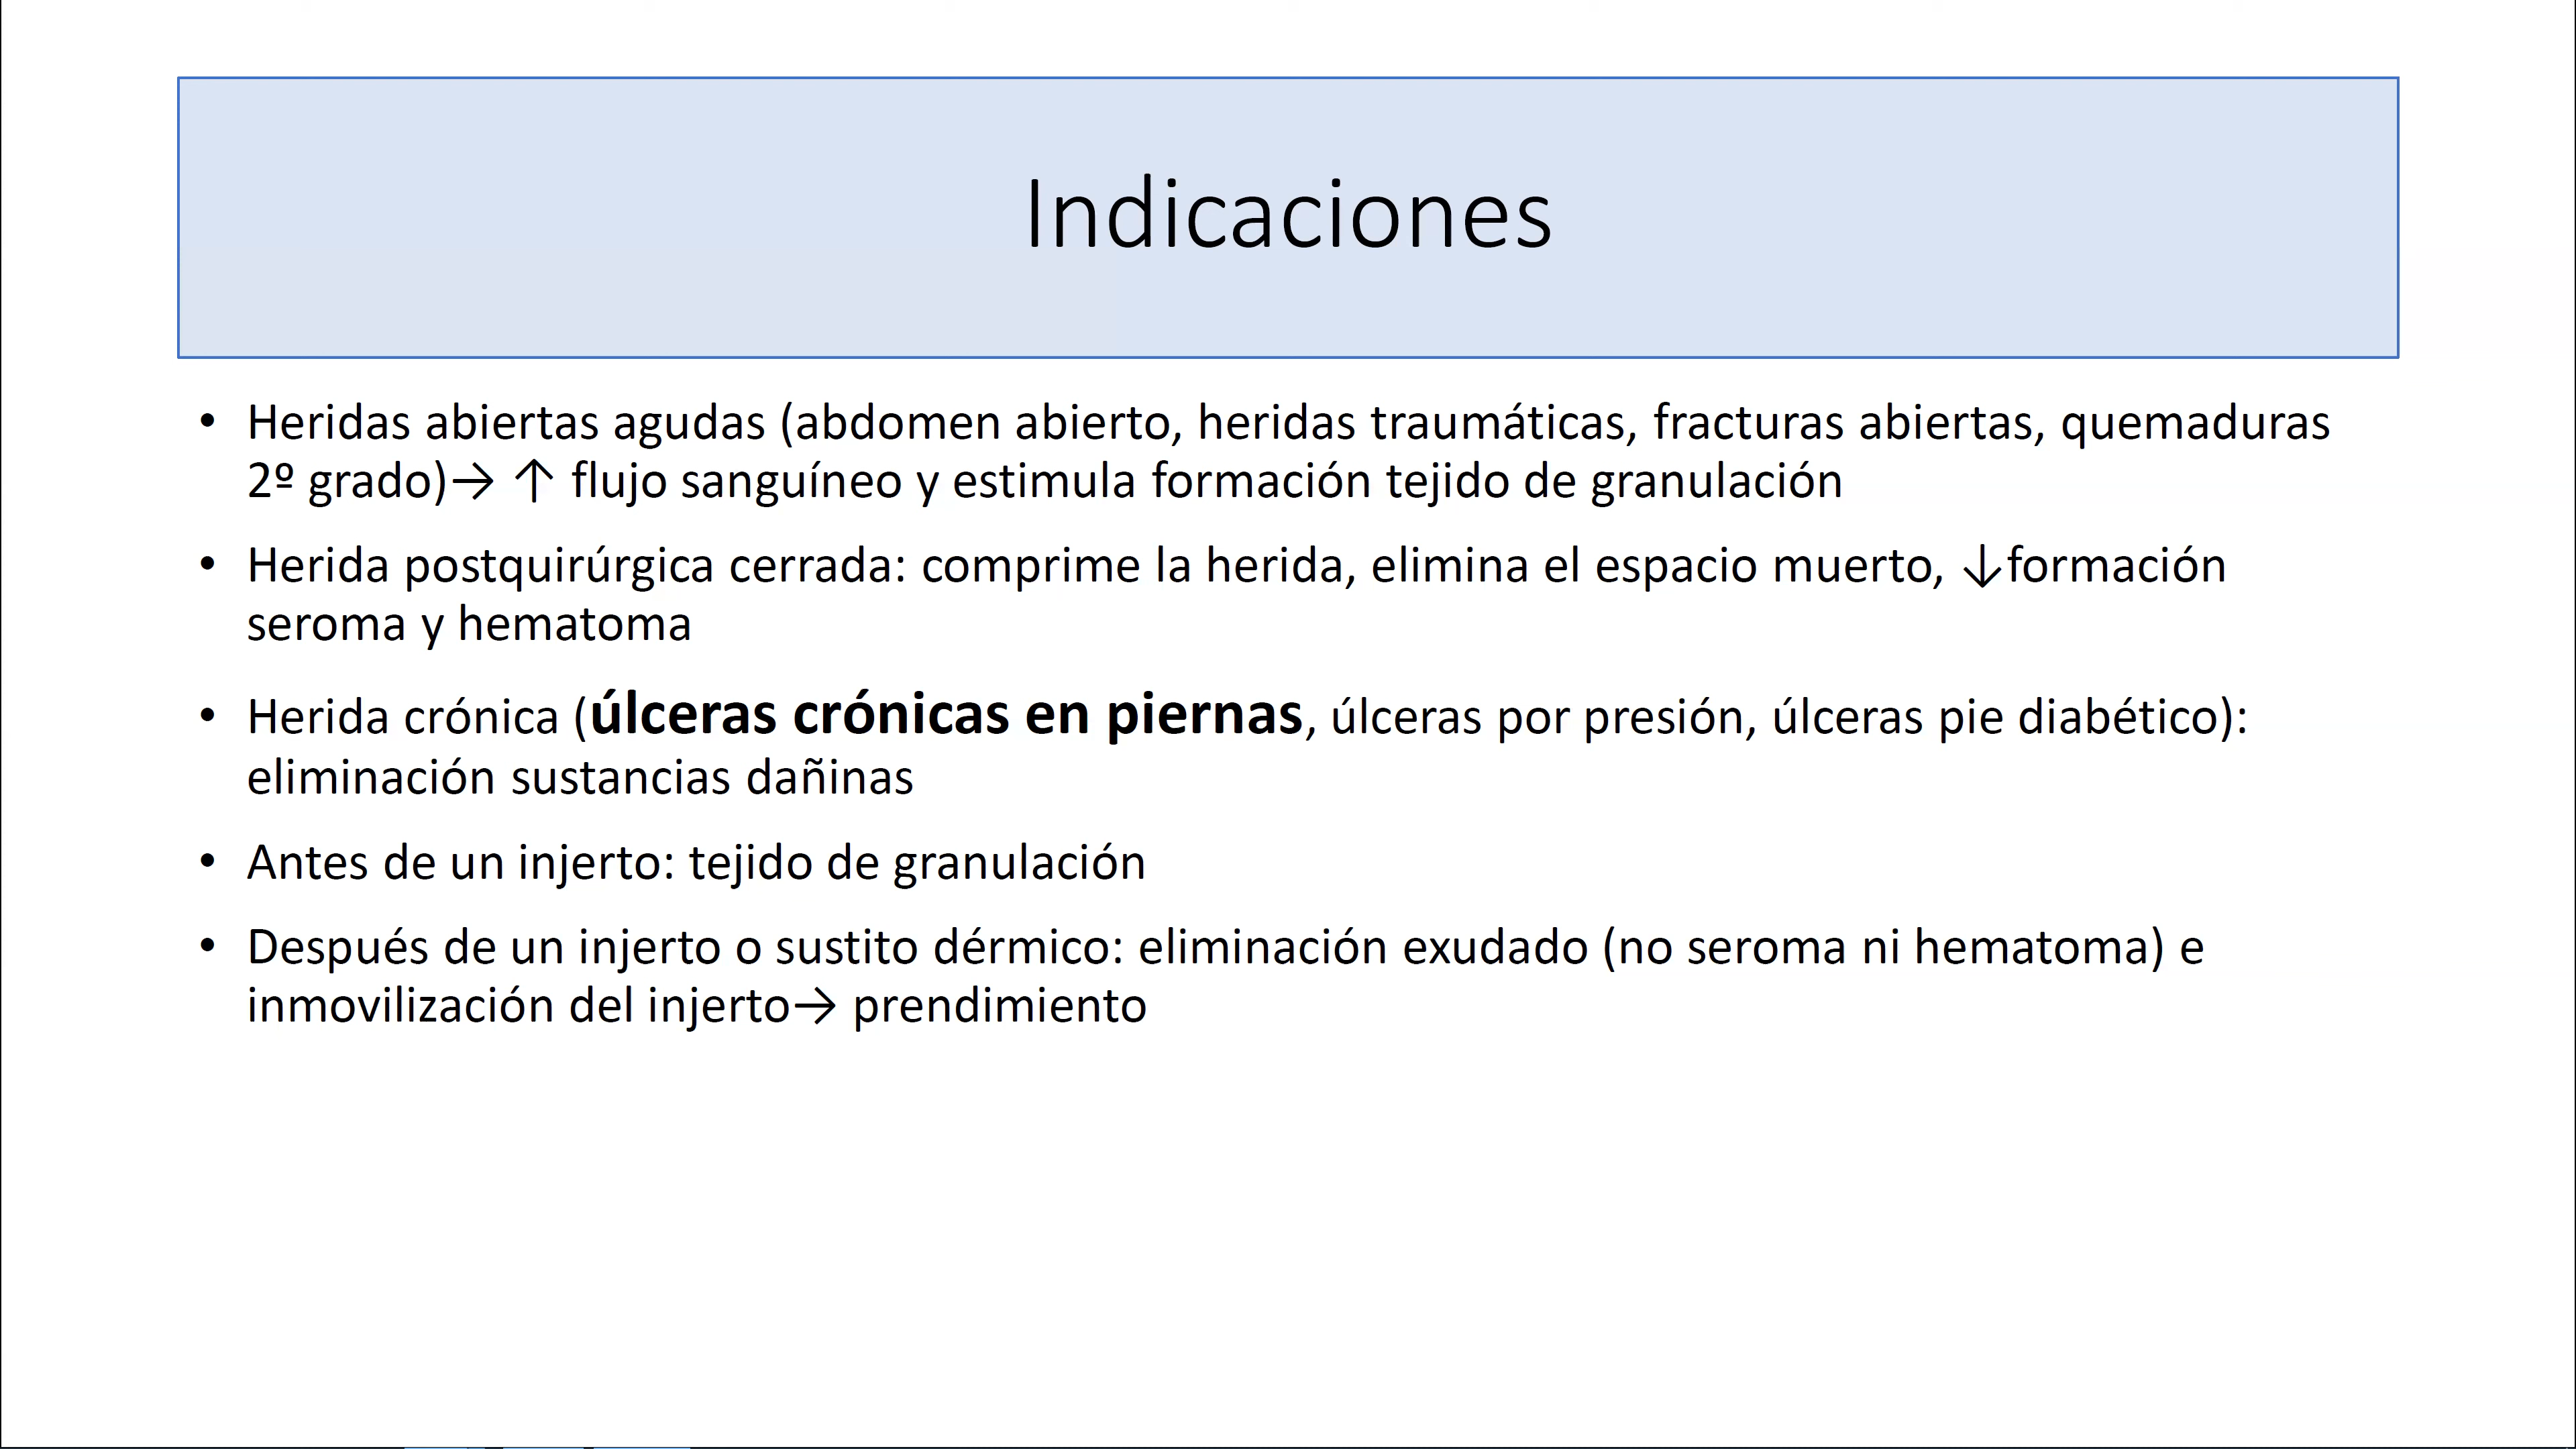 Indicaciones
• Heridas abiertas agudas (abdomen abierto, heridas traumáticas, fracturas abiertas, quemaduras
2º grado)→ ↑ flujo sanguíneo y estimula formación tejido de granulación
• Herida postquirúrgica cerrada: comprime la herida, elimina el espacio muerto, ↓formación
seroma y hematoma
• Herida crónica (úlceras crónicas en piernas, úlceras por presión, úlceras pie diabético):
eliminación sustancias dañinas
• Antes de un injerto: tejido de granulación
• Después de un injerto o sustito dérmico: eliminación exudado (no seroma ni hematoma) e
inmovilización del injerto→ prendimiento